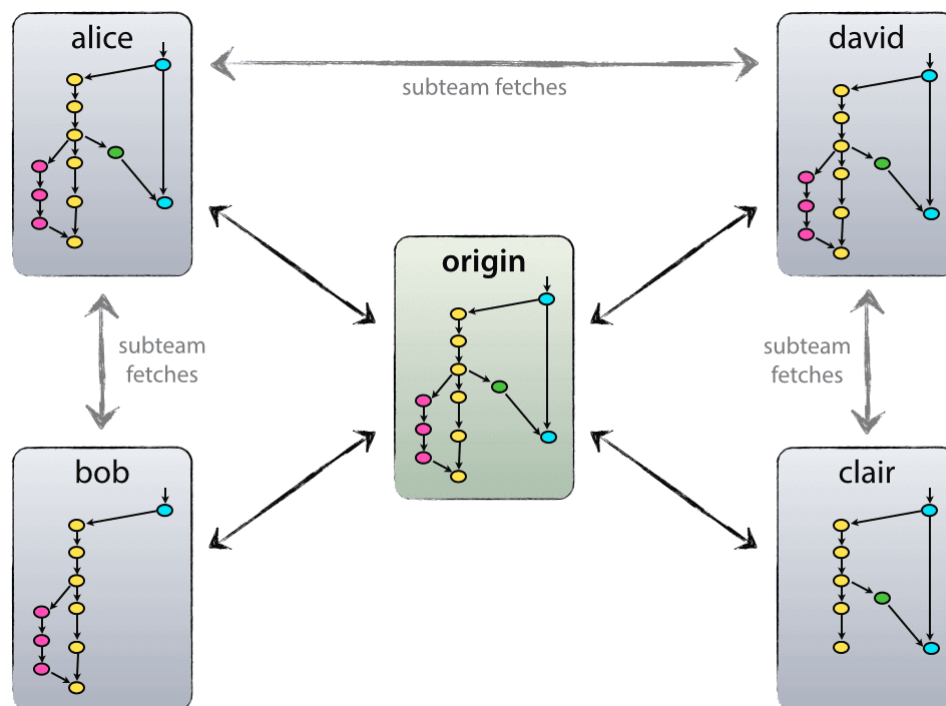 alice
david
subteam fetches
origin
subteam
fetches
subteam
fetches
bob
clair